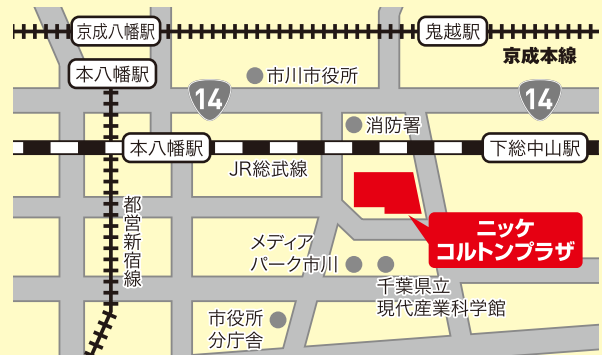 京成八幡駅
鬼越駅
京成本線
本八幡駅
市川市役所
14
14
消防署
本八幡駅
下総中山駅
JR総武線
都営新宿線
ニッケ
コルトンプラザ
メディア
パーク市川
千葉県立
現代産業科学館
市役所
分庁舎